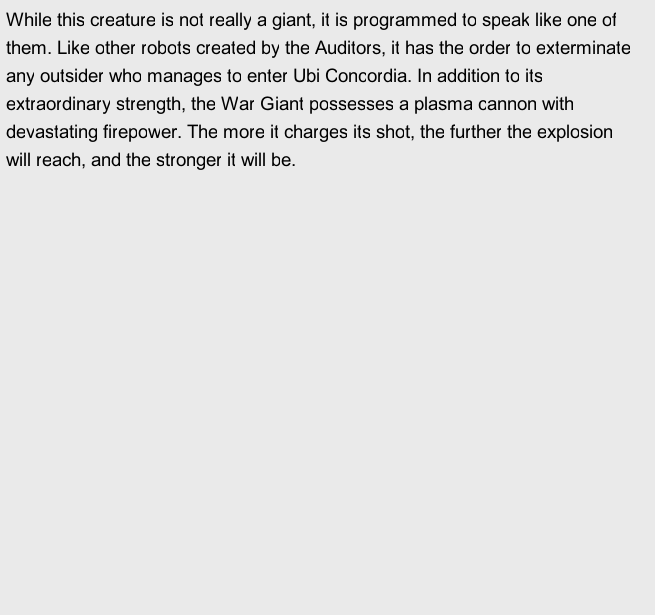 While this creature is not really a giant, it is programmed to speak like one of
them. Like other robots created by the Auditors, it has the order to exterminate
any outsider who manages to enter Ubi Concordia. In addition to its
extraordinary strength, the War Giant possesses a plasma cannon with
devastating firepower. The more it charges its shot, the further the explosion
will reach, and the stronger it will be.